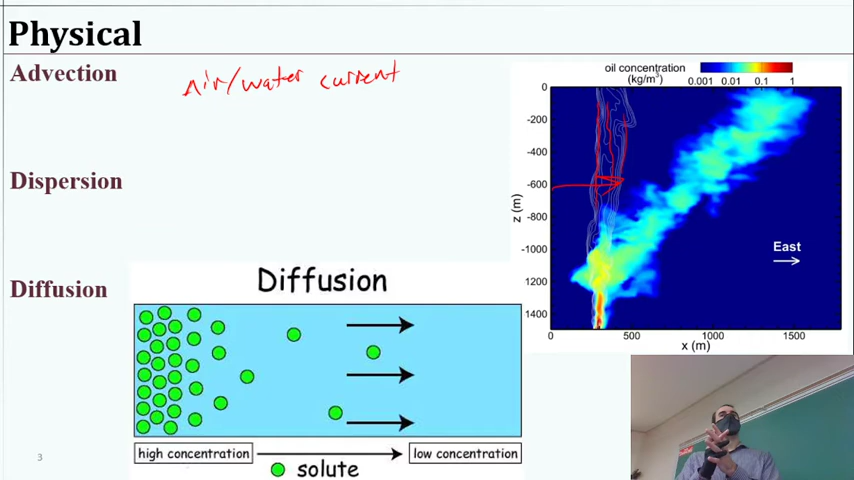 Physical
Advection
Air/water current
Dispersion
Diffusion
Diffusion
high concentration
low concentration
solute
3
oil concentration
(kg/m³)
0.001 0.01 0.1 1
0
-200
-400
-600
-800
-1000
1200
1400
z (m)
East
0 500 1000 1500
x (m)